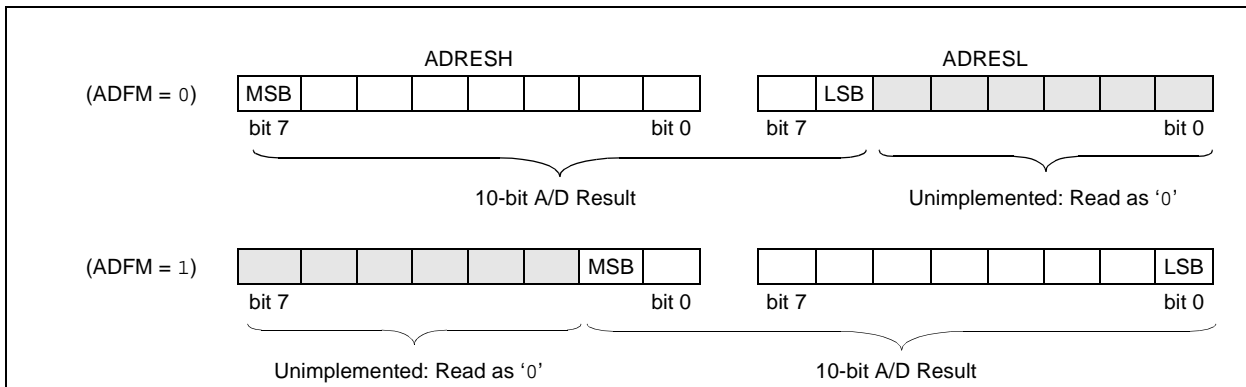 ADRESH ADRESL
(ADFM = 0) MSB LSB
bit 7 bit 0 bit 7 bit 0
10-bit A/D Result Unimplemented: Read as ‘0’
(ADFM = 1) MSB LSB
bit 7 bit 0 bit 7 bit 0
Unimplemented: Read as ‘0’ 10-bit A/D Result